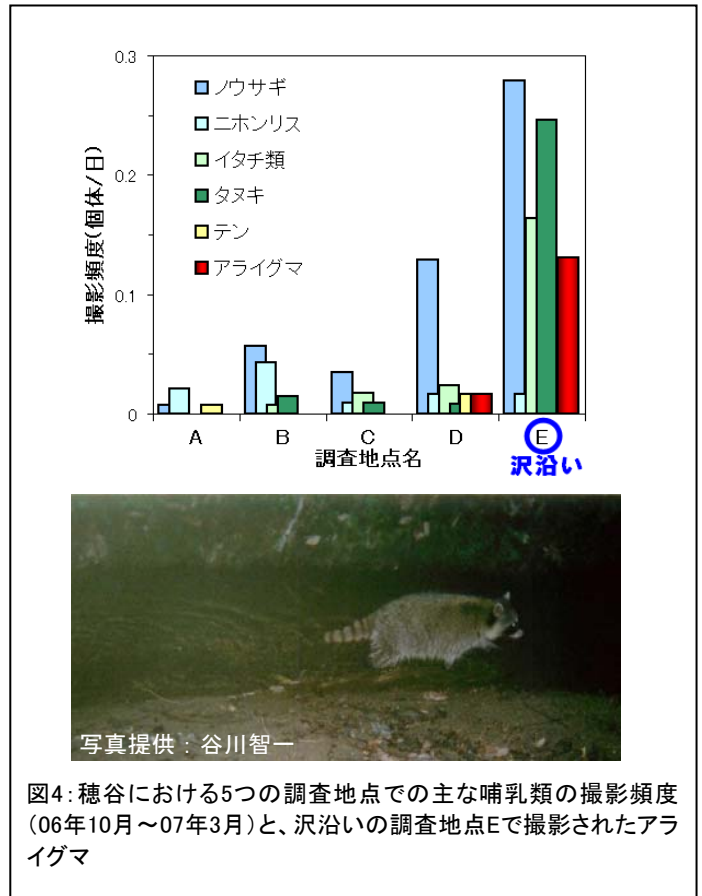 0.3
0.2
0.1
0
撮影頻度(個体/日)
ノウサギ
ニホンリス
イタチ類
タヌキ
テン
アライグマ
A
B
C
D
E
調査地点名
沢沿い
写真提供：谷川智一
図4：穂谷における5つの調査地点での主な哺乳類の撮影頻度
(06年10月～07年3月)と、沢沿いの調査地点Eで撮影されたアラ
イグマ